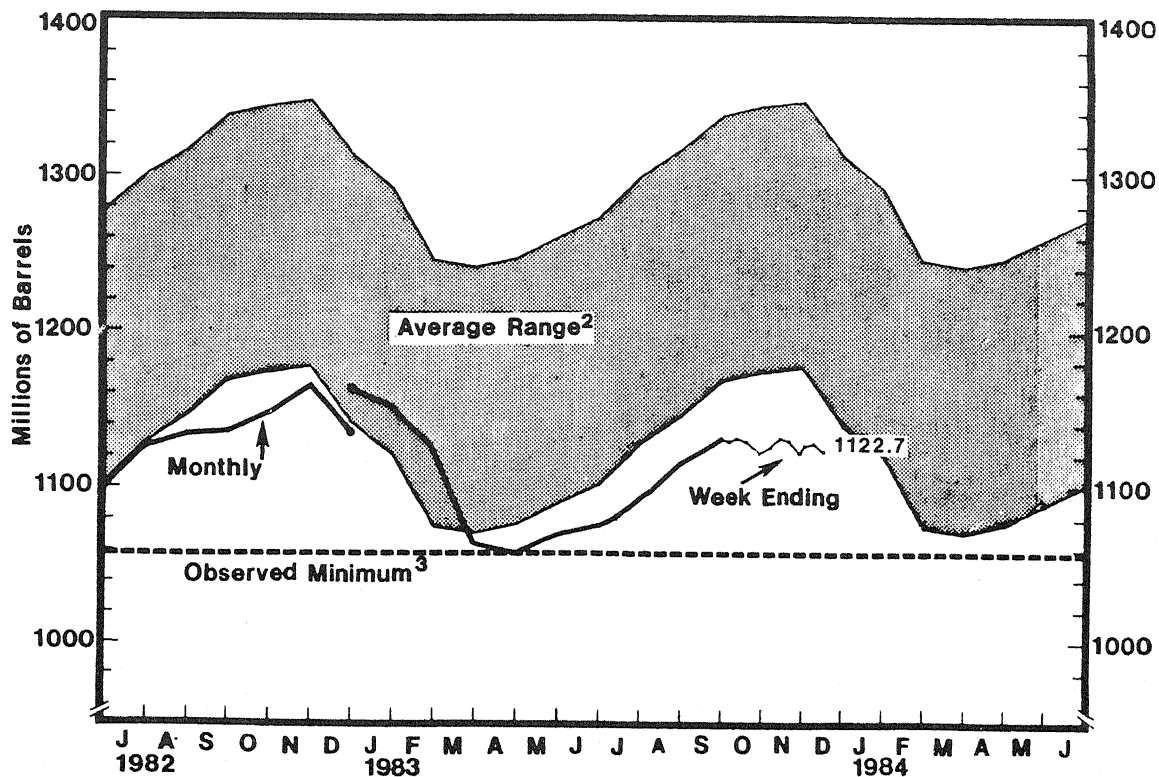 1400
1400
1300
1300
Millions of Barrels
Average Range²
1200
1200
1122.7
Monthly
Week Ending
1100
1100
Observed Minimum³
1000
1000
J A S O N D J F M A M J J A S O N D J F M A M J
1982 1983 1984